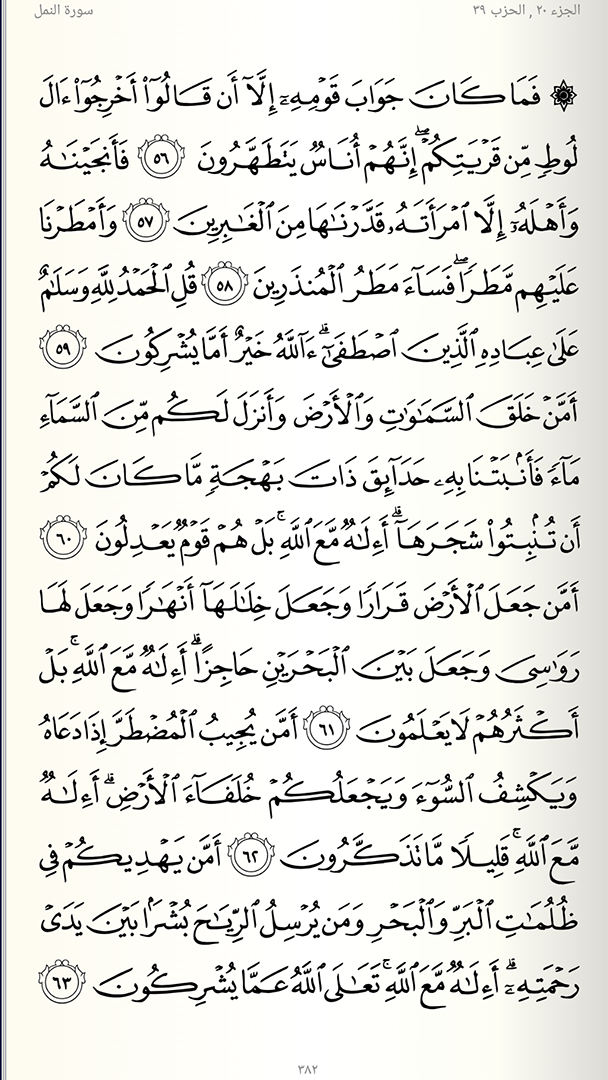 الجزء ٢٠ , الحزب ٣٩
سورة النمل
۞ فَمَا كَانَ جَوَابَ قَوۡمِهِۦٓ إِلَّآ أَن قَالُوٓاْ أَخۡرِجُوٓاْ ءَالَ
لُوطٖ مِّن قَرۡيَتِكُمۡۖ إِنَّهُمۡ أُنَاسٞ يَتَطَهَّرُونَ ٥٦ فَأَنجَيۡنَٰهُ
وَأَهۡلَهُۥٓ إِلَّا ٱمۡرَأَتَهُۥ قَدَّرۡنَٰهَا مِنَ ٱلۡغَٰبِرِينَ ٥٧ وَأَمۡطَرۡنَا
عَلَيۡهِم مَّطَرٗاۖ فَسَآءَ مَطَرُ ٱلۡمُنذَرِينَ ٥٨ قُلِ ٱلۡحَمۡدُ لِلَّهِ وَسَلَٰمٌ
عَلَىٰ عِبَادِهِ ٱلَّذِينَ ٱصۡطَفَىٰٓۗ ءَآللَّهُ خَيۡرٌ أَمَّا يُشۡرِكُونَ ٥٩
أَمَّنۡ خَلَقَ ٱلسَّمَٰوَٰتِ وَٱلۡأَرۡضَ وَأَنزَلَ لَكُم مِّنَ ٱلسَّمَآءِ
مَآءٗ فَأَنۢبَتۡنَا بِهِۦ حَدَآئِقَ ذَاتَ بَهۡجَةٖ مَّا كَانَ لَكُمۡ
أَن تُنۢبِتُواْ شَجَرَهَآۗ أَءِلَٰهٞ مَّعَ ٱللَّهِۚ بَلۡ هُمۡ قَوۡمٞ يَعۡدِلُونَ ٦٠
أَمَّن جَعَلَ ٱلۡأَرۡضَ قَرَارٗا وَجَعَلَ خِلَٰلَهَآ أَنۡهَٰرٗا وَجَعَلَ لَهَا
رَوَٰسِيَ وَجَعَلَ بَيۡنَ ٱلۡبَحۡرَيۡنِ حَاجِزًاۗ أَءِلَٰهٞ مَّعَ ٱللَّهِۚ بَلۡ
أَكۡثَرُهُمۡ لَا يَعۡلَمُونَ ٦١ أَمَّن يُجِيبُ ٱلۡمُضۡطَرَّ إِذَا دَعَاهُ
وَيَكۡشِفُ ٱلسُّوٓءَ وَيَجۡعَلُكُمۡ خُلَفَآءَ ٱلۡأَرۡضِۗ أَءِلَٰهٞ
مَّعَ ٱللَّهِۚ قَلِيلٗا مَّا تَذَكَّرُونَ ٦٢ أَمَّن يَهۡدِيكُمۡ فِي
ظُلُمَٰتِ ٱلۡبَرِّ وَٱلۡبَحۡرِ وَمَن يُرۡسِلُ ٱلرِّيَٰحَ بُشۡرَۢا بَيۡنَ يَدَيۡ
رَحۡمَتِهِۦٓۗ أَءِلَٰهٞ مَّعَ ٱللَّهِۚ تَعَٰلَى ٱللَّهُ عَمَّا يُشۡرِكُونَ ٦٣
٣٨٢